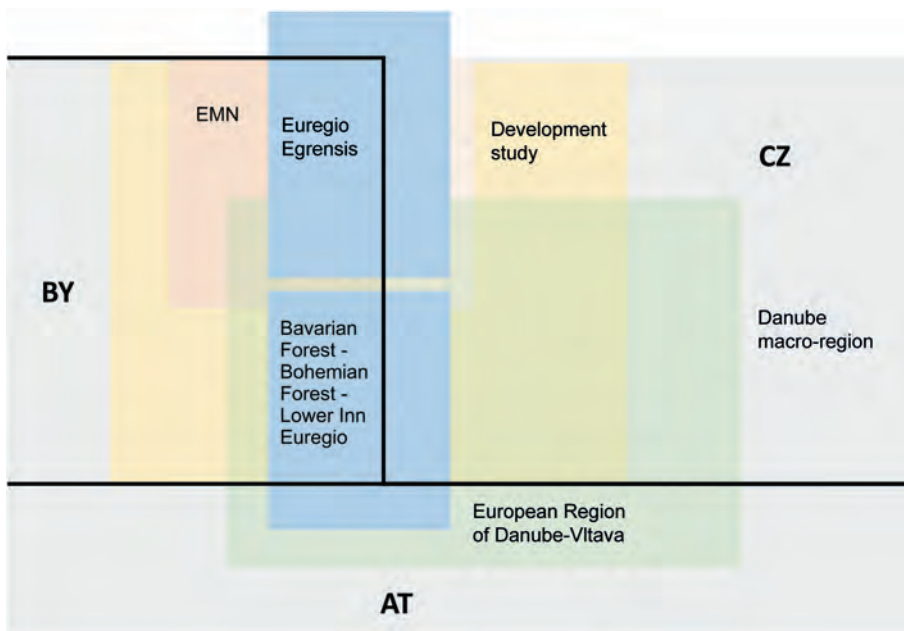 EMN
Euregio
Egrensis
Development
study
CZ
BY
Bavarian
Forest -
Bohemian
Forest -
Lower Inn
Euregio
Danube
macro-region
European Region
of Danube-Vltava
AT